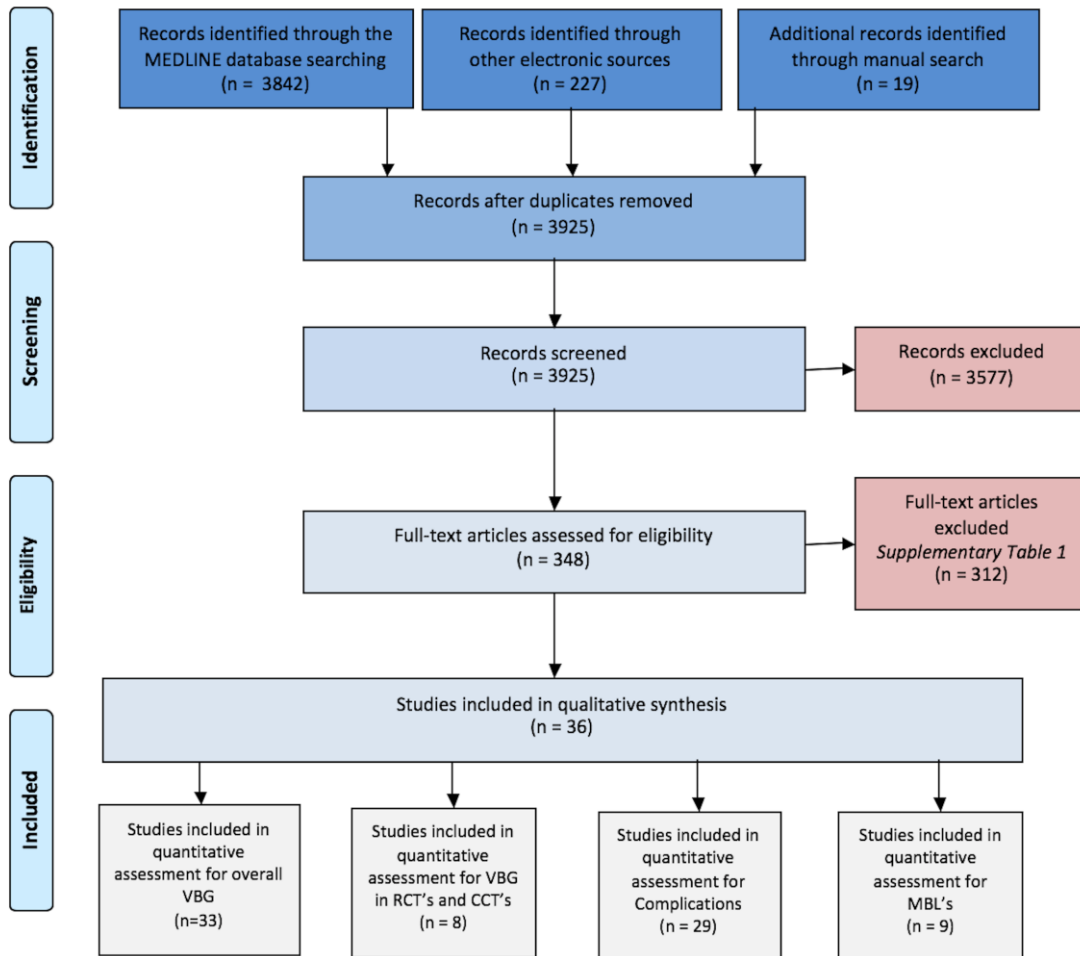 Identification
Records identified through the
MEDLINE database searching
(n = 3842)
Records identified through
other electronic sources
(n = 227)
Additional records identified
through manual search
(n = 19)
Records after duplicates removed
(n = 3925)
Screening
Records screened
(n = 3925)
Records excluded
(n = 3577)
Eligibility
Full-text articles assessed for eligibility
(n = 348)
Full-text articles
excluded
Supplementary Table 1
(n = 312)
Included
Studies included in qualitative synthesis
(n = 36)
Studies included in
quantitative
assessment for overall
VBG
(n=33)
Studies included in
quantitative
assessment for VBG
in RCT's and CCT's
(n = 8)
Studies included in
quantitative
assessment for
Complications
(n = 29)
Studies included in
quantitative
assessment for
MBL's
(n = 9)